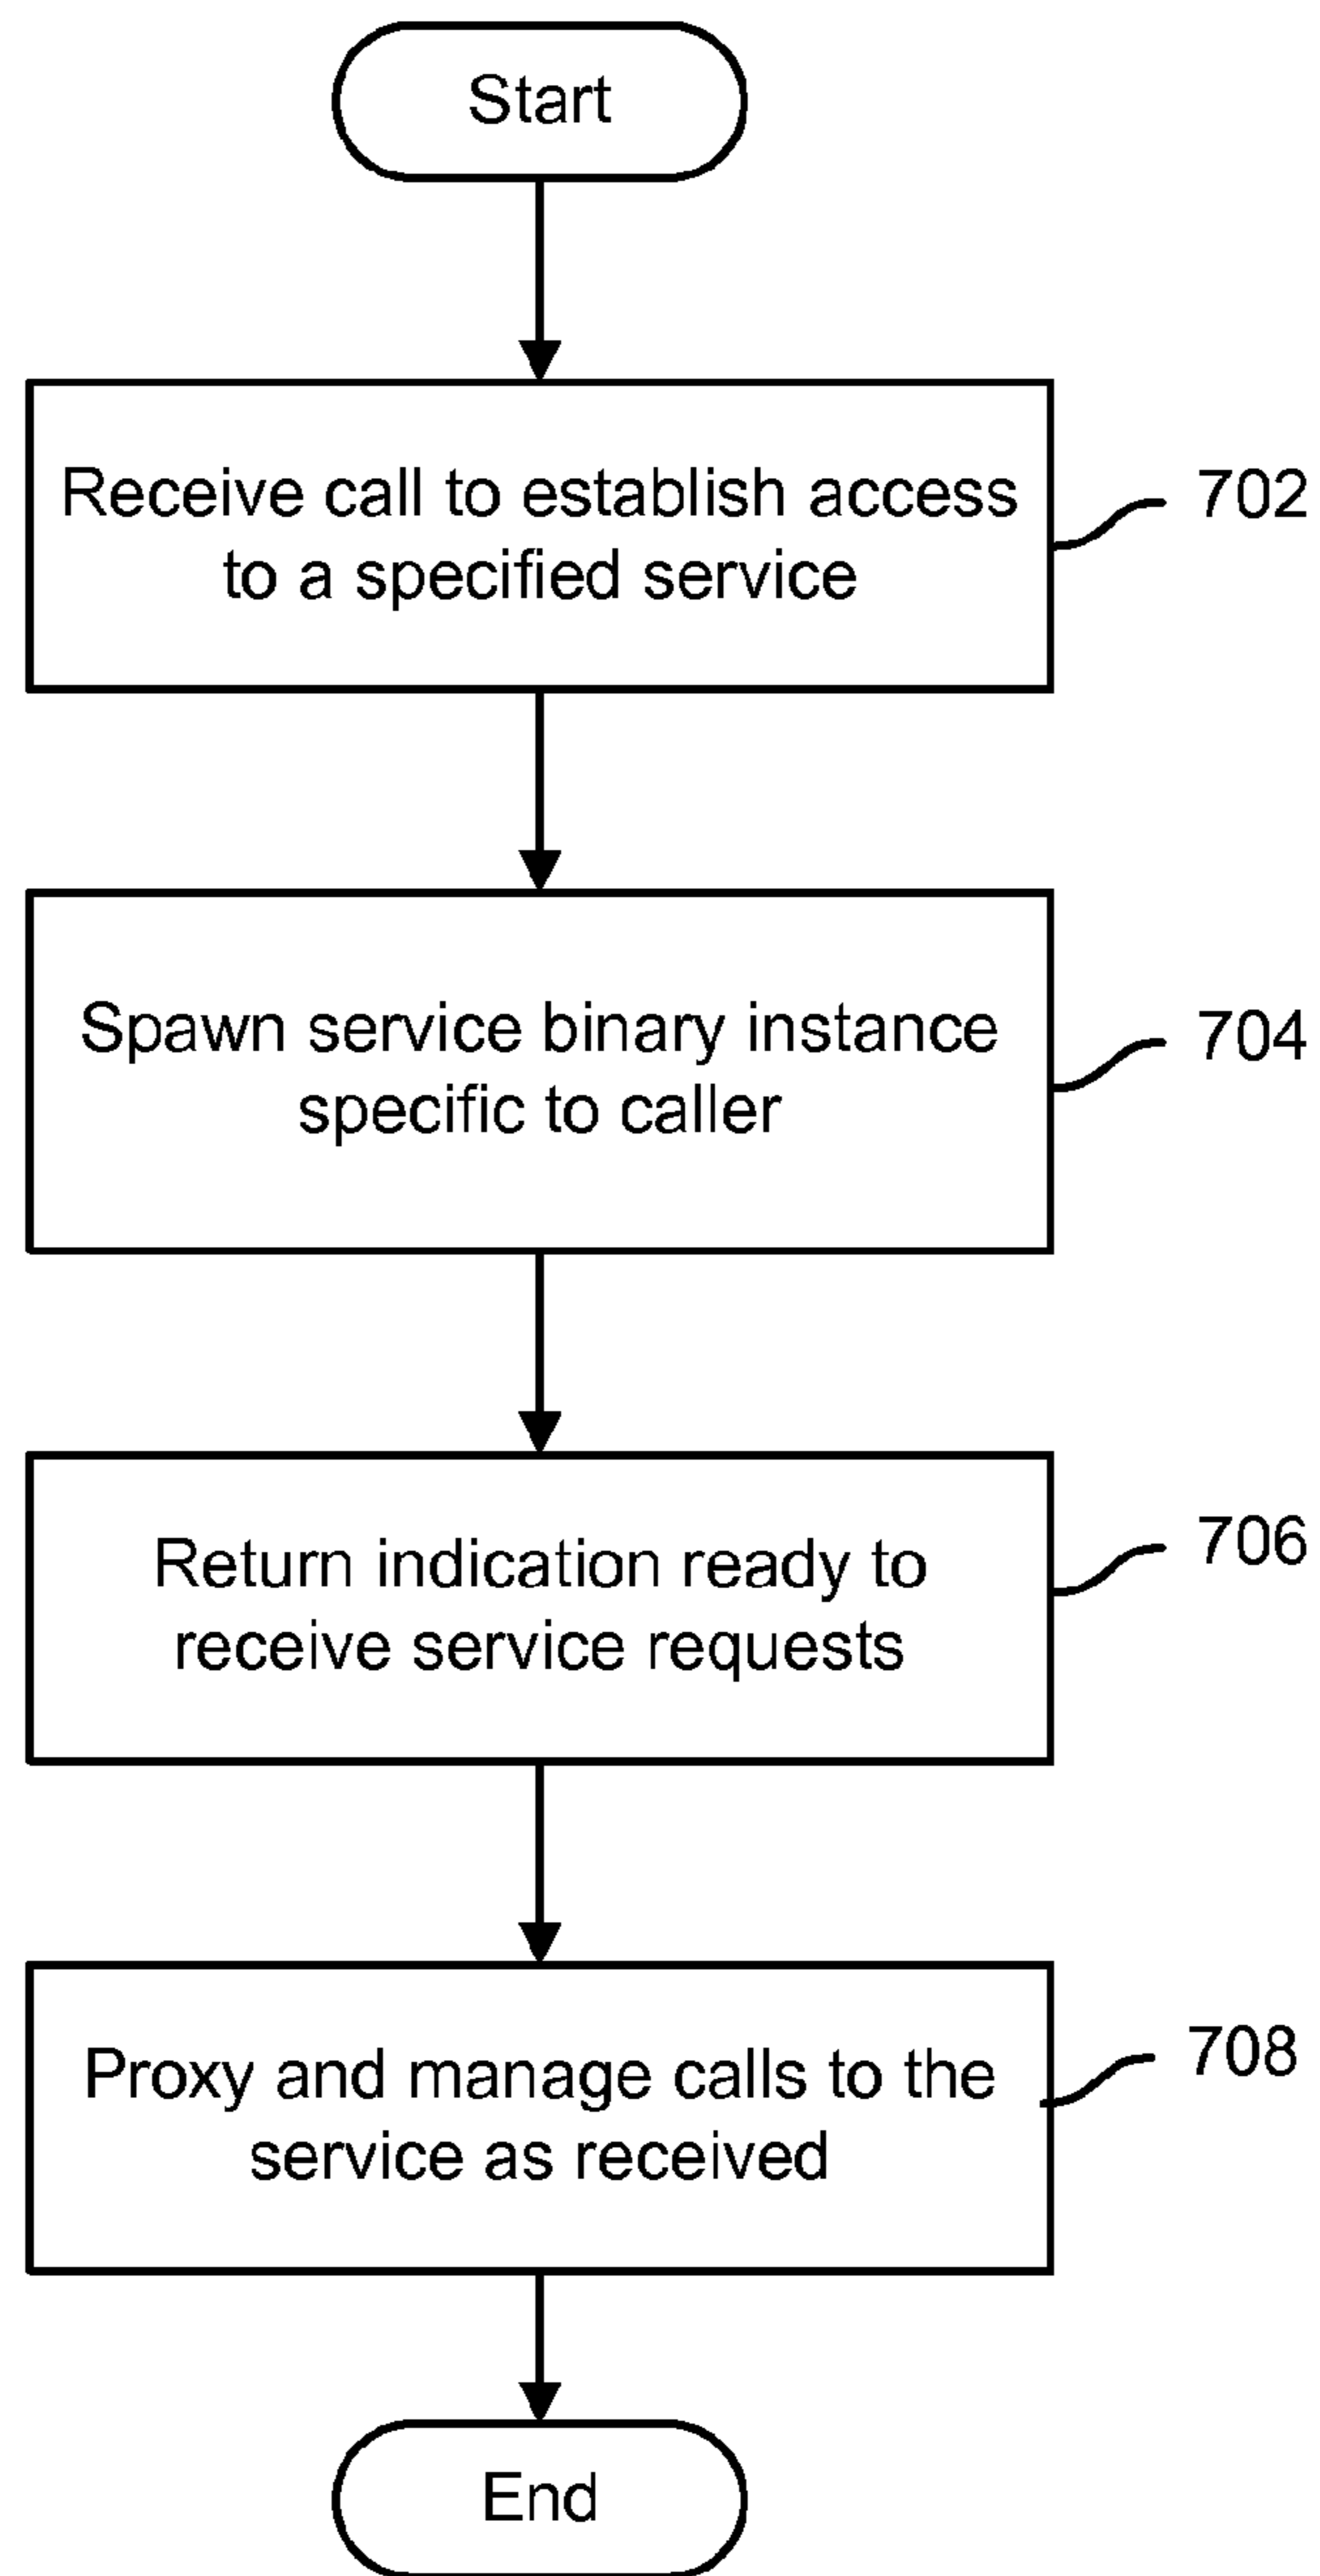 Start
Receive call to establish access
to a specified service
702
Spawn service binary instance
specific to caller
704
Return indication ready to
receive service requests
706
Proxy and manage calls to the
service as received
708
End